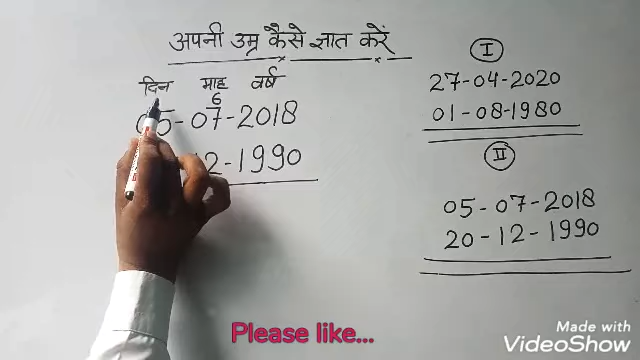 अपनी उम्र कैसे ज्ञात करें
दिन माह वर्ष
6
05-07-2018
12-1990
I
27-04-2020
01-08-1980
II
05-07-2018
20-12-1990
Please like...
Made with
VideoShow